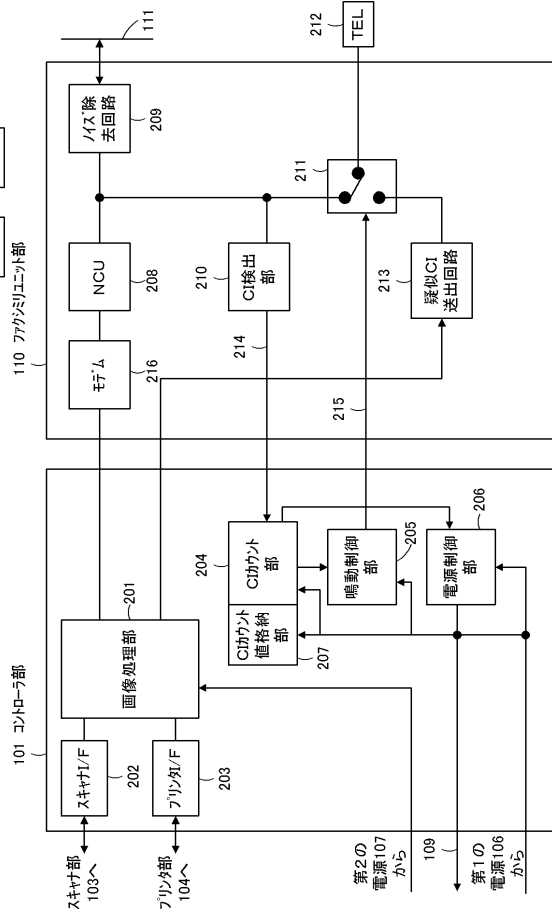 110 ファクシミリユニット部
111
ノイズ除
去回路
209
212
TEL
NCU
208
モデム
216
210
CI検出
部
211
213
疑似CI
送出回路
214
215
101 コントローラ部
201
画像処理部
スキャナI/F
202
プリンタI/F
203
204
CIカウント
部
CIカウント
値格納部
207
鳴動制御
部
205
電源制御
部
206
スキャナ部
103へ
プリンタ部
104へ
第2の
電源107
から
109
第1の
電源106
から